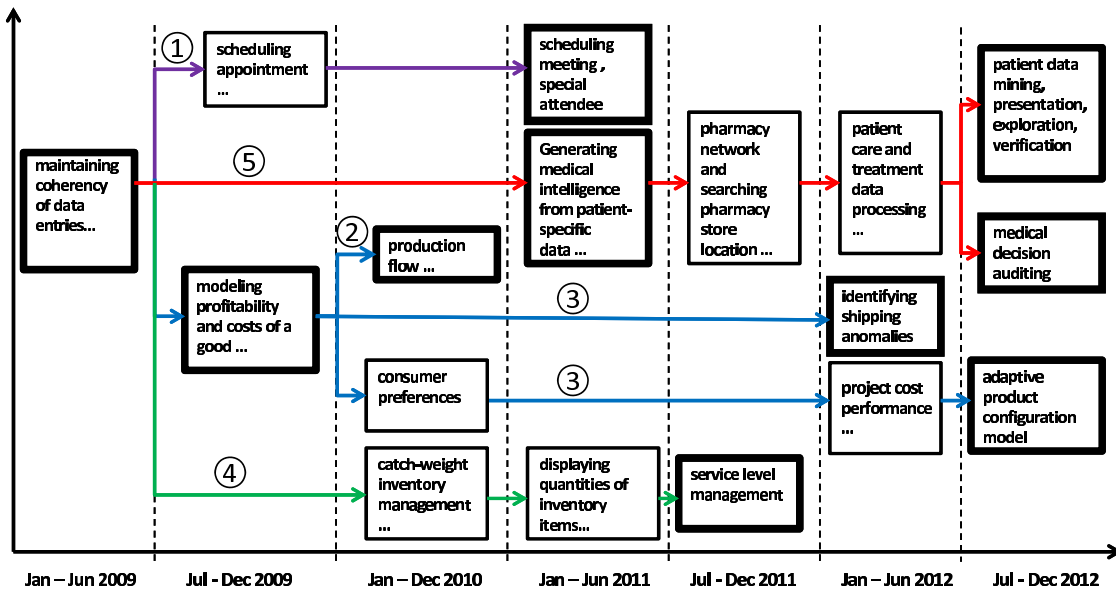 ①
scheduling
appointment
...
scheduling
meeting ,
special
attendee
patient data
mining,
presentation,
exploration,
verification
maintaining
coherency
of data
entries...
⑤
Generating
medical
intelligence
from patient-
specific
data ...
pharmacy
network
and
searching
pharmacy
store
location ...
patient
care and
treatment
data
processing
...
medical
decision
auditing
②
production
flow ...
modeling
profitability
and costs of a
good ...
③
identifying
shipping
anomalies
consumer
preferences
③
project cost
performance
...
adaptive
product
configuration
model
④
catch-weight
inventory
management
...
displaying
quantities of
inventory
items...
service level
management
Jan – Jun 2009
Jul - Dec 2009
Jan – Dec 2010
Jan – Jun 2011
Jul - Dec 2011
Jan – Jun 2012
Jul - Dec 2012